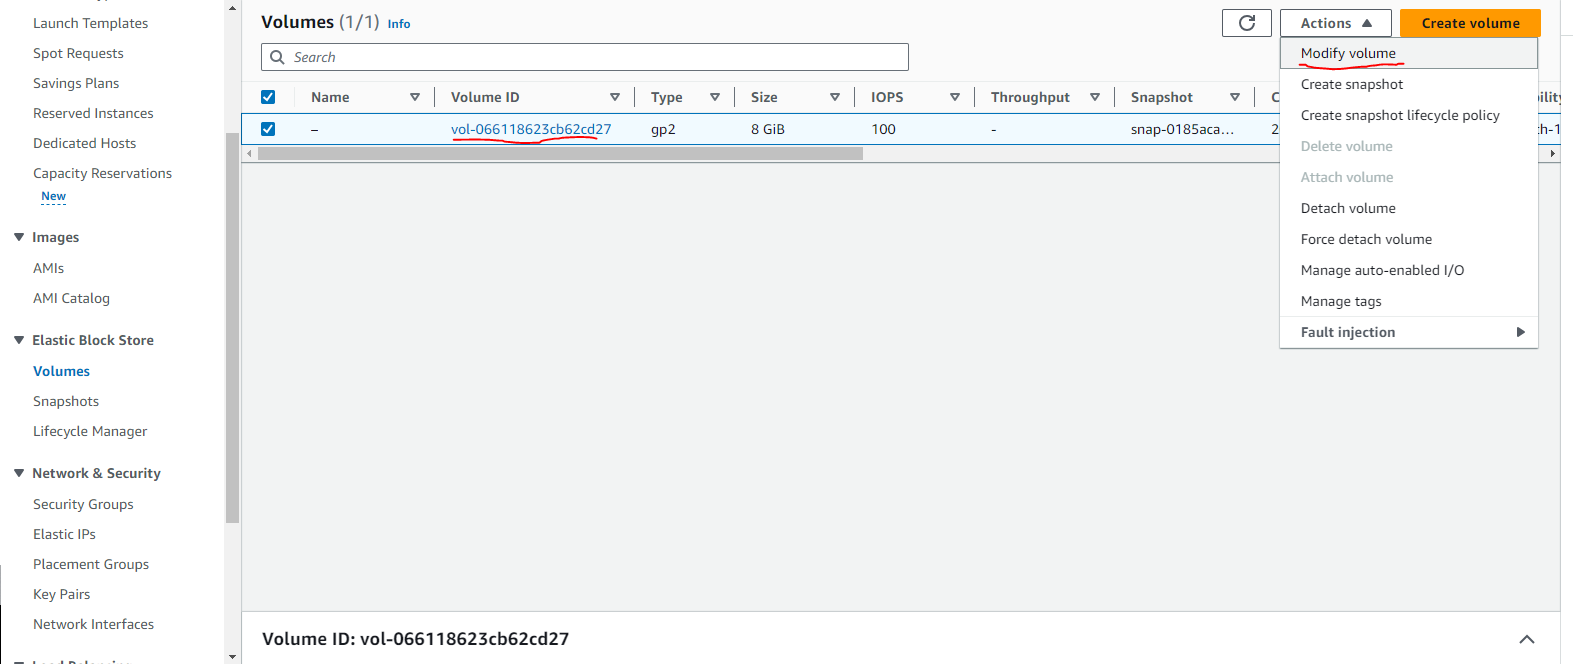 Launch Templates
Spot Requests
Savings Plans
Reserved Instances
Dedicated Hosts
Capacity Reservations
New
Images
AMIs
AMI Catalog
Elastic Block Store
Volumes
Snapshots
Lifecycle Manager
Network & Security
Security Groups
Elastic IPs
Placement Groups
Key Pairs
Network Interfaces
Volumes (1/1) Info
Actions
Create volume
Search
Name Volume ID Type Size IOPS Throughput Snapshot C
– vol-066118623cb62cd27 gp2 8 GiB 100 - snap-0185aca... 2
Modify volume
Create snapshot
Create snapshot lifecycle policy
Delete volume
Attach volume
Detach volume
Force detach volume
Manage auto-enabled I/O
Manage tags
Fault injection
Volume ID: vol-066118623cb62cd27